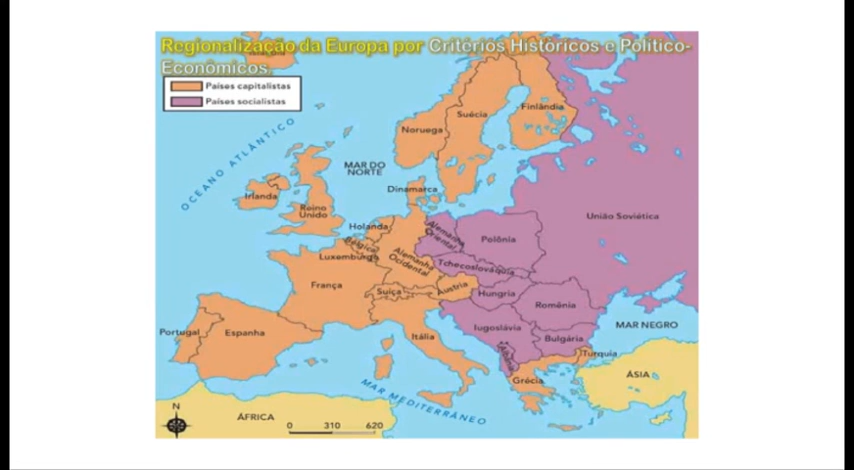 Regionalização da Europa por Critérios Históricos e Político-
Econômicos.
Países capitalistas
Países socialistas
OCEANO ATLÂNTICO
MAR DO
NORTE
Noruega
Suécia
Finlândia
Dinamarca
Irlanda
Reino
Unido
Holanda
Bélgica
Luxemburgo
Alemanha
Oriental
Alemanha
Ocidental
Polônia
União Soviética
Tchecoslováquia
França
Suíça
Áustria
Hungria
Romênia
Iugoslávia
Bulgária
MAR NEGRO
Portugal
Espanha
Itália
Albânia
Grécia
Turquia
ÁSIA
MAR MEDITERRÂNEO
ÁFRICA
N
0 310 620